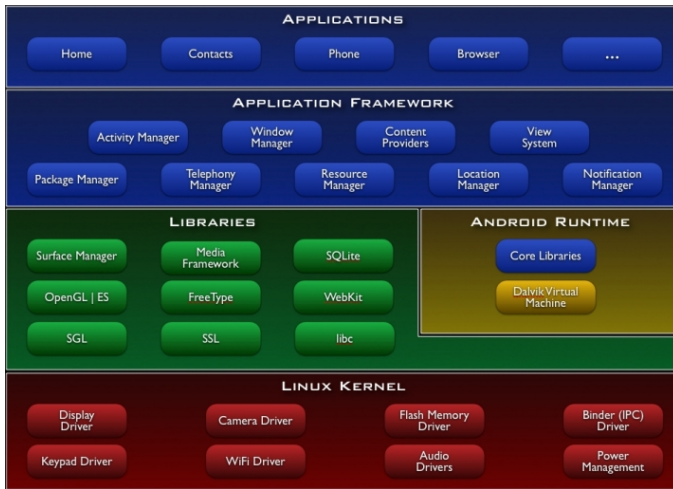 APPLICATIONS
Home
Contacts
Phone
Browser
...
APPLICATION FRAMEWORK
Activity Manager
Window
Manager
Content
Providers
View
System
Package Manager
Telephony
Manager
Resource
Manager
Location
Manager
Notification
Manager
LIBRARIES
Surface Manager
Media
Framework
SQLite
OpenGL | ES
FreeType
WebKit
SGL
SSL
libc
ANDROID RUNTIME
Core Libraries
Dalvik Virtual
Machine
LINUX KERNEL
Display
Driver
Camera Driver
Flash Memory
Driver
Binder (IPC)
Driver
Keypad Driver
WiFi Driver
Audio
Drivers
Power
Management